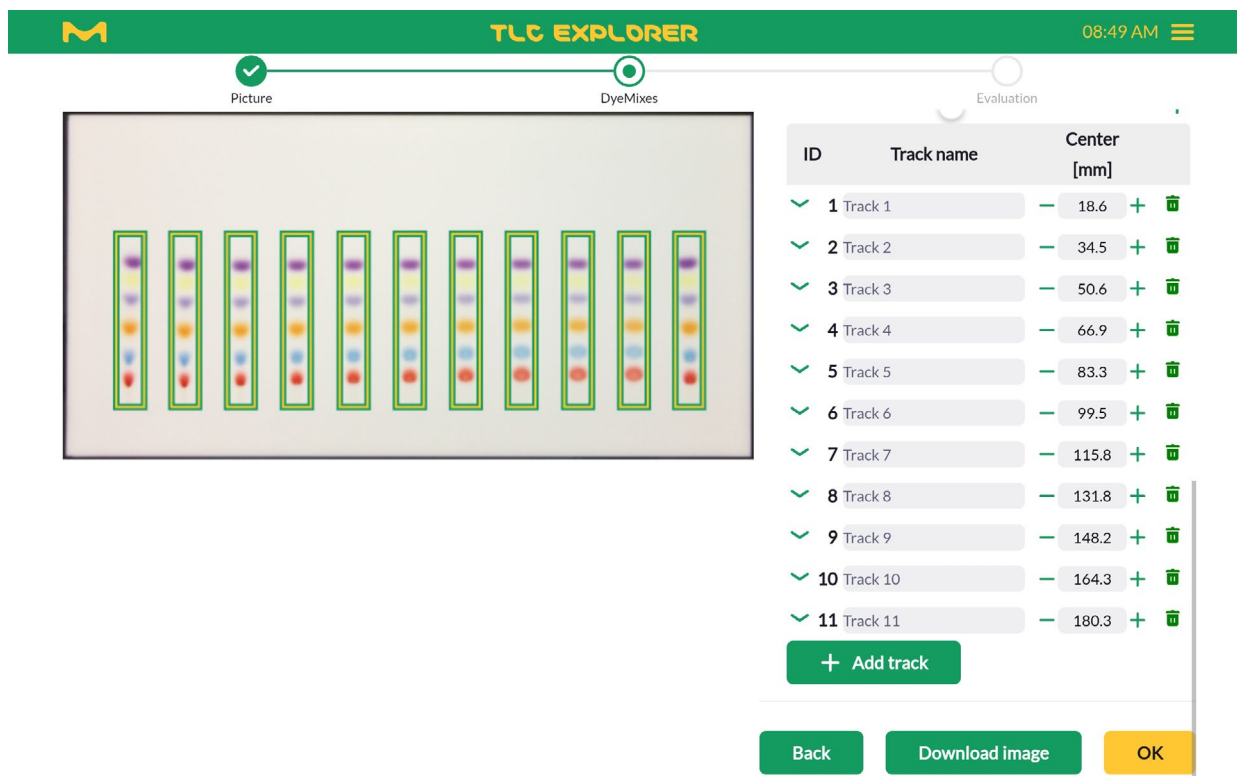 TLC EXPLORER
08:49 AM
Picture
DyeMixes
Evaluation
ID Track name Center [mm]
1 Track 1 18.6
2 Track 2 34.5
3 Track 3 50.6
4 Track 4 66.9
5 Track 5 83.3
6 Track 6 99.5
7 Track 7 115.8
8 Track 8 131.8
9 Track 9 148.2
10 Track 10 164.3
11 Track 11 180.3
+ Add track
Back
Download image
OK